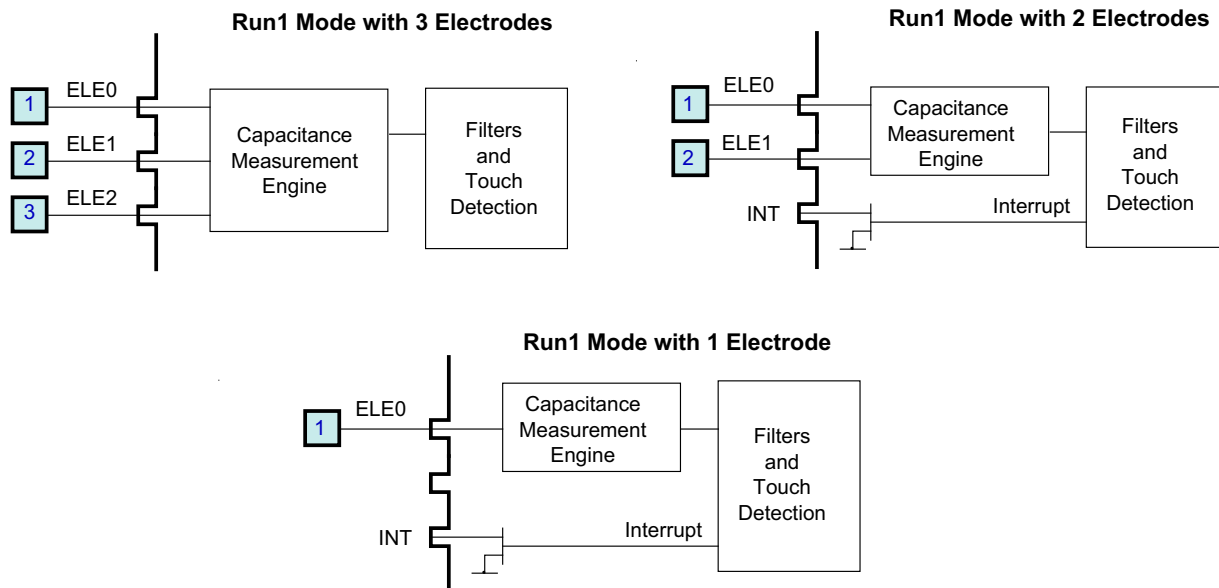 Run1 Mode with 3 Electrodes
1
ELE0
2
ELE1
3
ELE2
Capacitance
Measurement
Engine
Filters
and
Touch
Detection
Run1 Mode with 2 Electrodes
1
ELE0
2
ELE1
INT
Capacitance
Measurement
Engine
Interrupt
Filters
and
Touch
Detection
Run1 Mode with 1 Electrode
1
ELE0
INT
Capacitance
Measurement
Engine
Interrupt
Filters
and
Touch
Detection